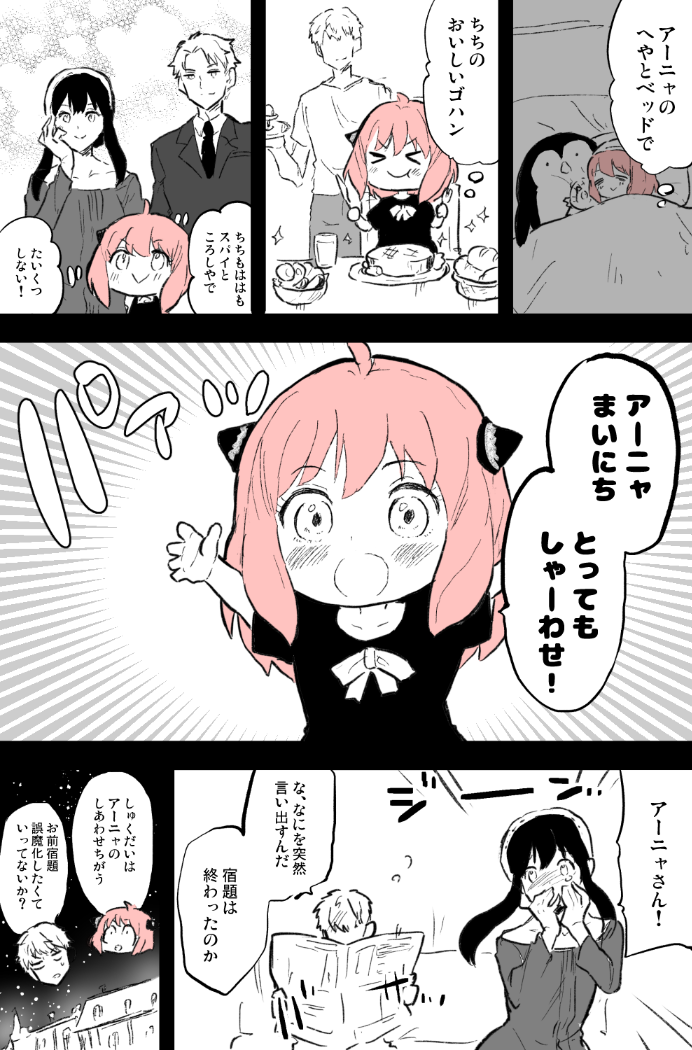 アーニャの
へやとベッドで
ちちの
おいしいゴハン
ちちもははも
スパイと
ころしやで
たいくつ
しない！
アーニャ
まいにち
とっても
しゃーわせ！
パァッ
アーニャさん！
ジーン
な、なにを突然
言い出すんだ
宿題は
終わったのか
しゅくだいは
アーニャの
しあわせちがう
お前宿題
誤魔化したくて
いってないか？